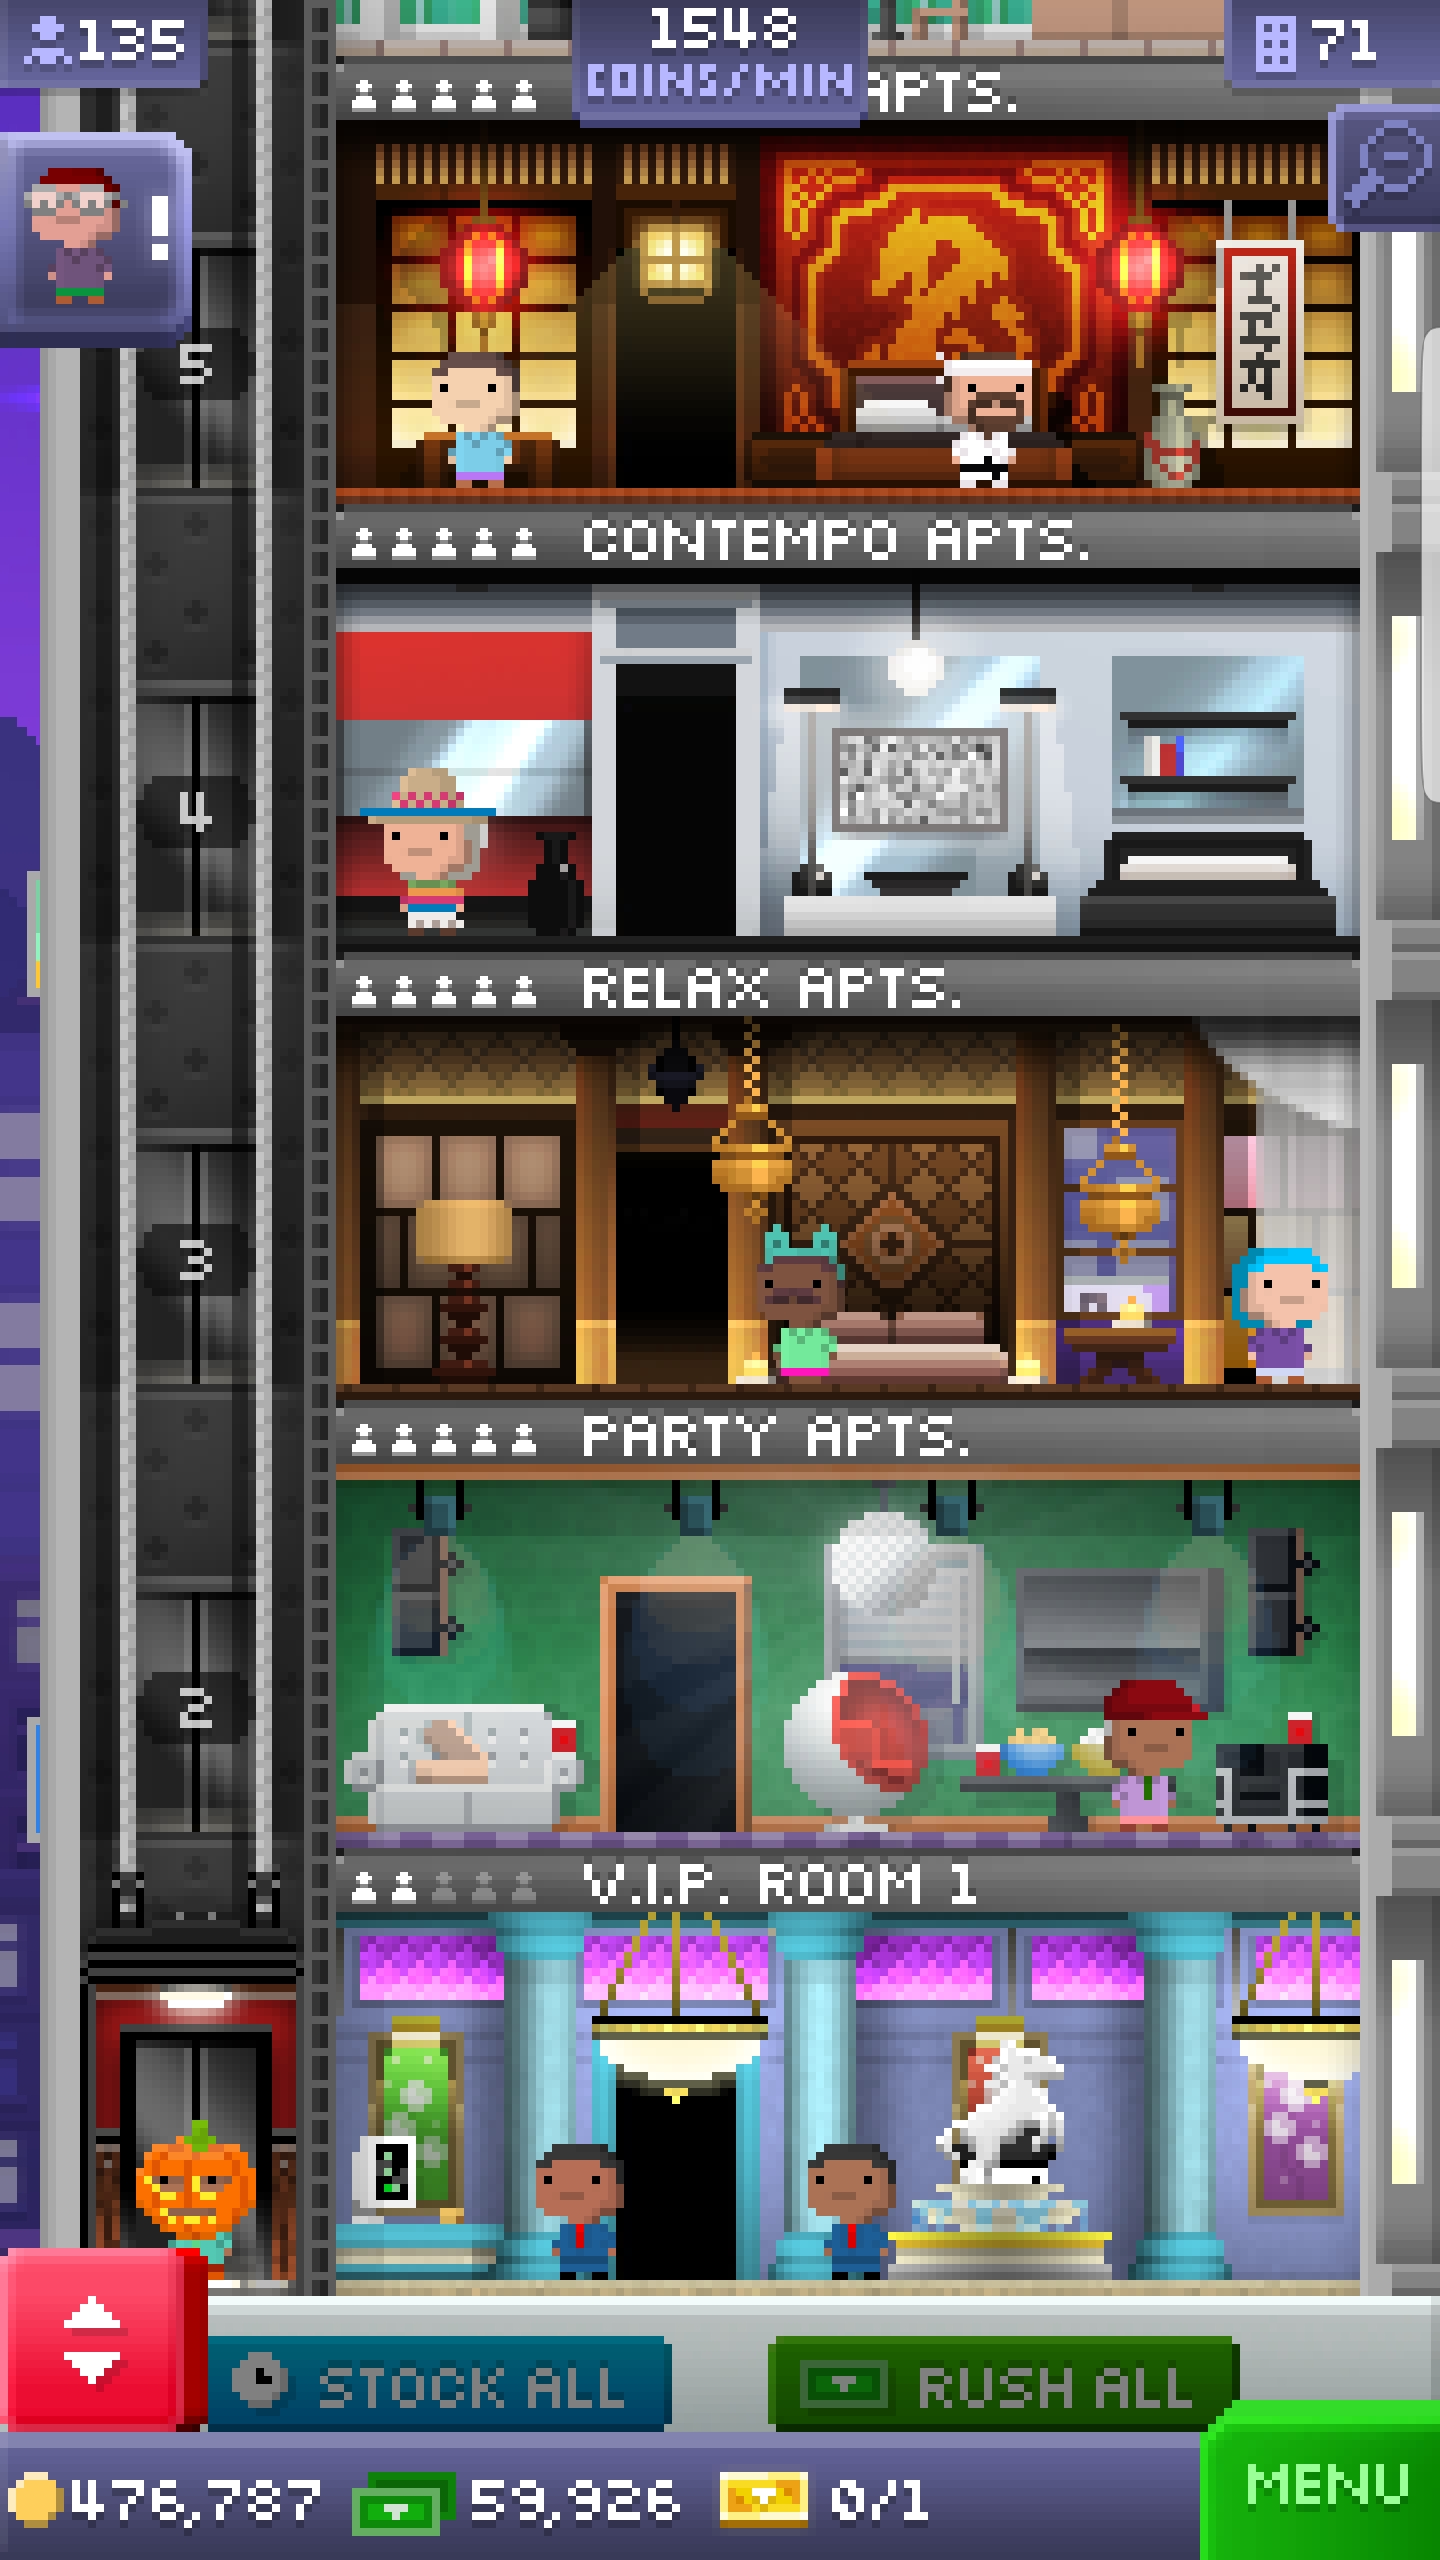 135
1548
COINS/MIN
71
!
APTS.
5
CONTEMPO APTS.
4
RELAX APTS.
3
PARTY APTS.
2
V.I.P. ROOM 1
STOCK ALL
RUSH ALL
476,787
59,926
0/1
MENU